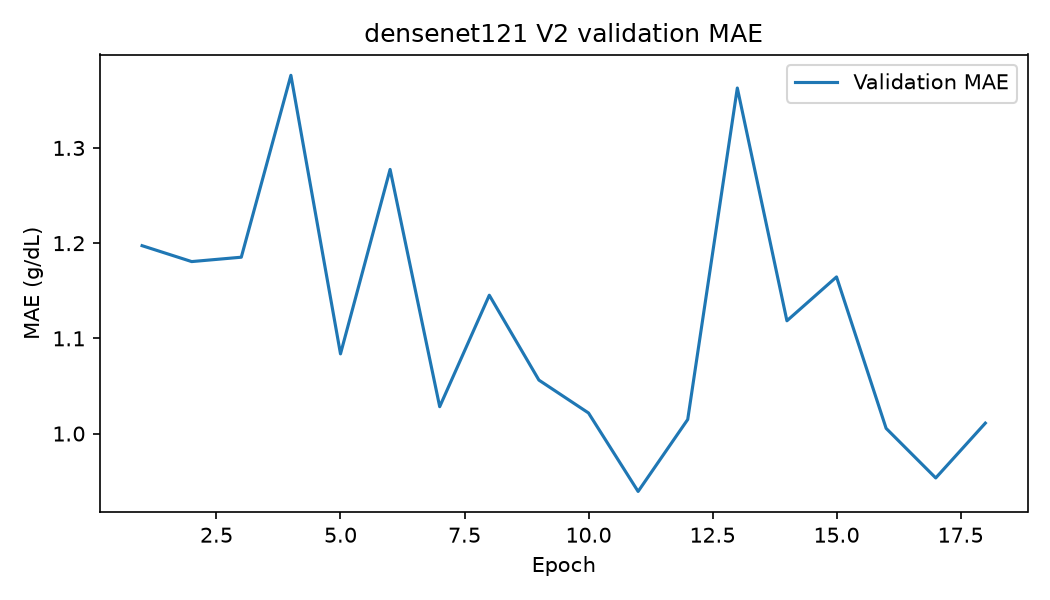 densenet121 V2 validation MAE
Validation MAE
MAE (g/dL)
1.3
1.2
1.1
1.0
2.5 5.0 7.5 10.0 12.5 15.0 17.5
Epoch